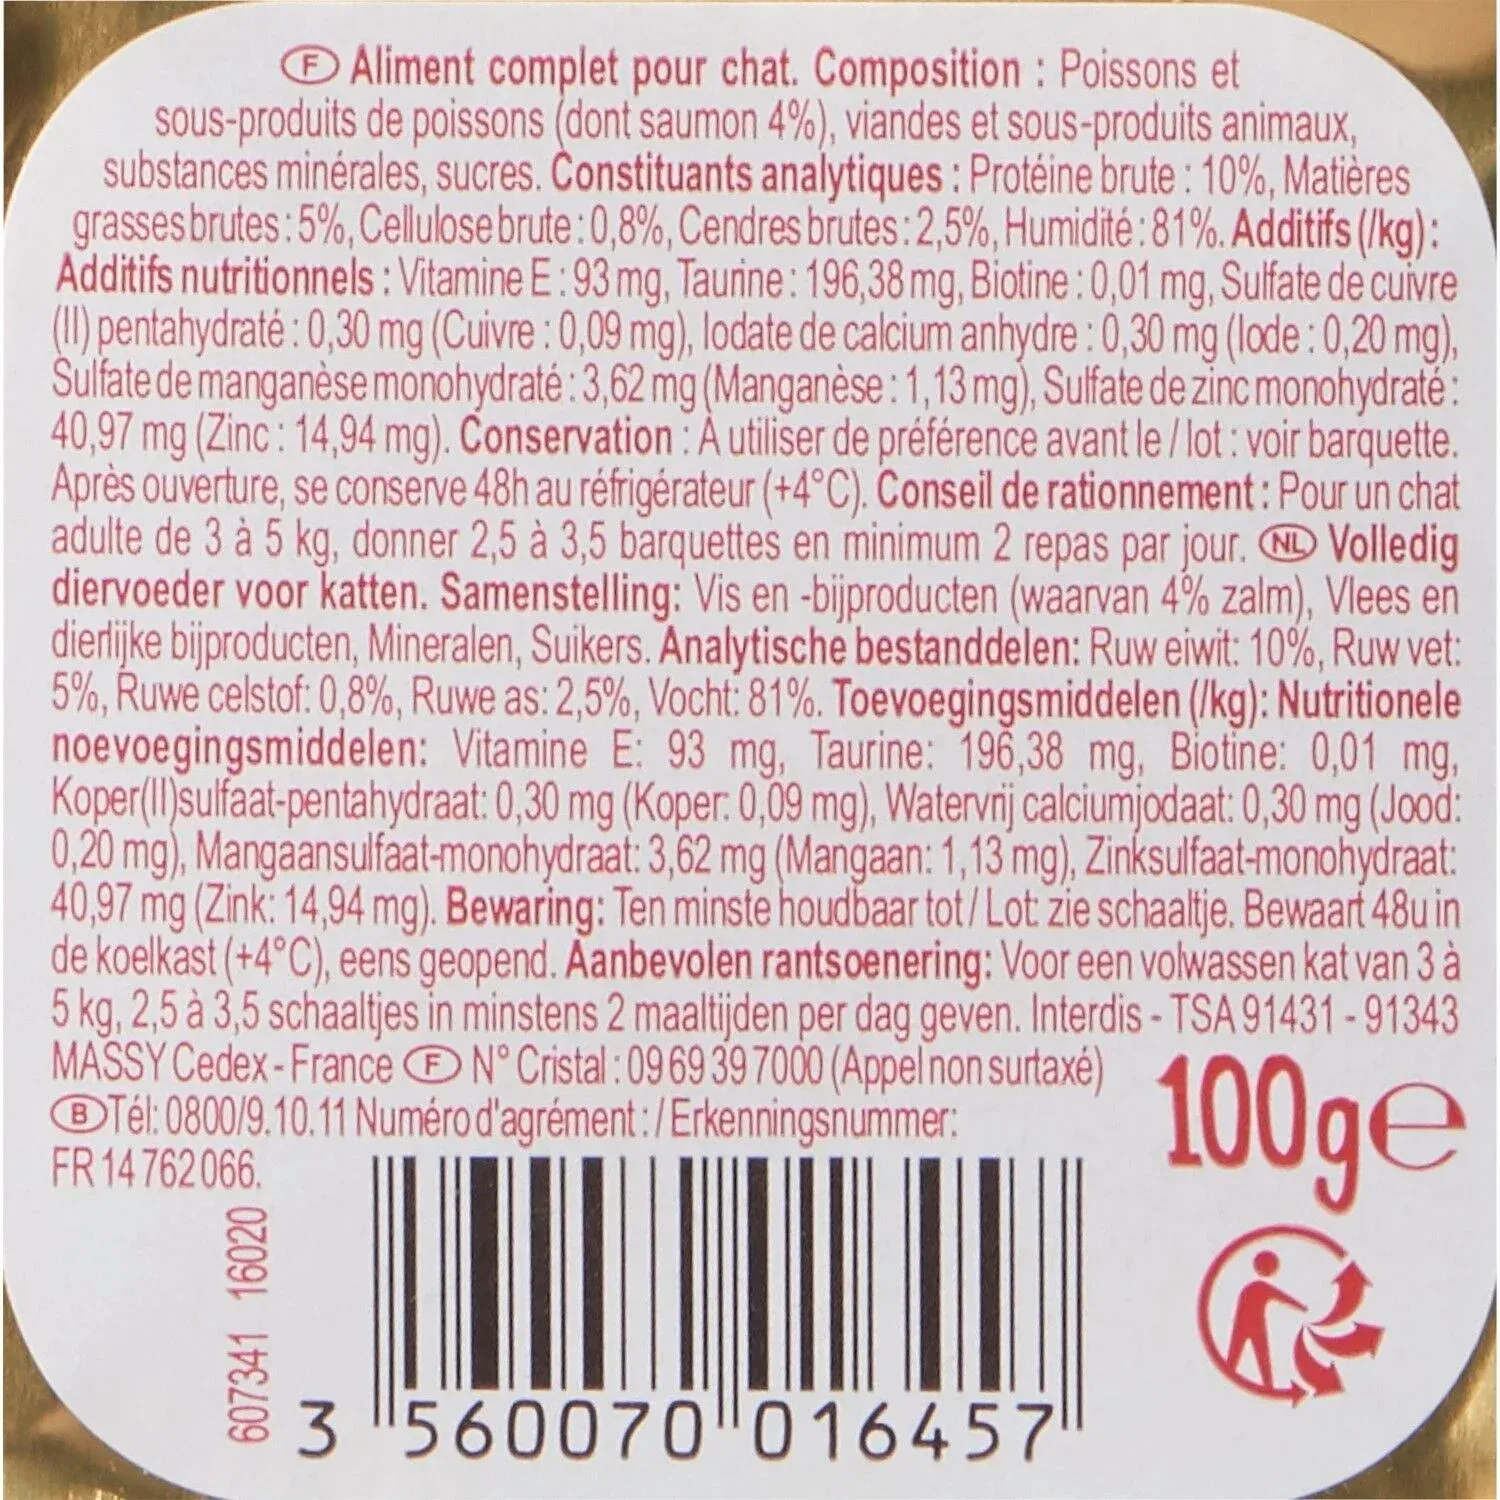 F Aliment complet pour chat. Composition : Poissons et
sous-produits de poissons (dont saumon 4%), viandes et sous-produits animaux,
substances minérales, sucres. Constituants analytiques : Protéine brute : 10%, Matières
grasses brutes : 5%, Cellulose brute : 0,8%, Cendres brutes : 2,5%, Humidité : 81%. Additifs (/kg) :
Additifs nutritionnels : Vitamine E : 93 mg, Taurine : 196,38 mg, Biotine : 0,01 mg, Sulfate de cuivre
(II) pentahydraté : 0,30 mg (Cuivre : 0,09 mg), Iodate de calcium anhydre : 0,30 mg (Iode : 0,20 mg),
Sulfate de manganèse monohydraté : 3,62 mg (Manganèse : 1,13 mg), Sulfate de zinc monohydraté :
40,97 mg (Zinc : 14,94 mg). Conservation : À utiliser de préférence avant le / lot : voir barquette.
Après ouverture, se conserve 48h au réfrigérateur (+4°C). Conseil de rationnement : Pour un chat
adulte de 3 à 5 kg, donner 2,5 à 3,5 barquettes en minimum 2 repas par jour. NL Volledig
diervoeder voor katten. Samenstelling: Vis en -bijproducten (waarvan 4% zalm), Vlees en
dierlijke bijproducten, Mineralen, Suikers. Analytische bestanddelen: Ruw eiwit: 10%, Ruw vet:
5%, Ruwe celstof: 0,8%, Ruwe as: 2,5%, Vocht: 81%. Toevoegingsmiddelen (/kg): Nutritionele
noevoegingsmiddelen: Vitamine E: 93 mg, Taurine: 196,38 mg, Biotine: 0,01 mg,
Koper(II)sulfaat-pentahydraat: 0,30 mg (Koper: 0,09 mg), Watervrij calciumjodaat: 0,30 mg (Jood:
0,20 mg), Mangaansulfaat-monohydraat: 3,62 mg (Mangaan: 1,13 mg), Zinksulfaat-monohydraat:
40,97 mg (Zink: 14,94 mg). Bewaring: Ten minste houdbaar tot / Lot: zie schaaltje. Bewaart 48u in
de koelkast (+4°C), eens geopend. Aanbevolen rantsoenering: Voor een volwassen kat van 3 à
5 kg, 2,5 à 3,5 schaaltjes in minstens 2 maaltijden per dag geven. Interdis - TSA 91431 - 91343
MASSY Cedex - France F N° Cristal : 09 69 39 7000 (Appel non surtaxé)
B Tél: 0800/9.10.11 Numéro d'agrément : / Erkenningsnummer:
FR 14 762 066.
100g e
607341 16020
3 560070 016457